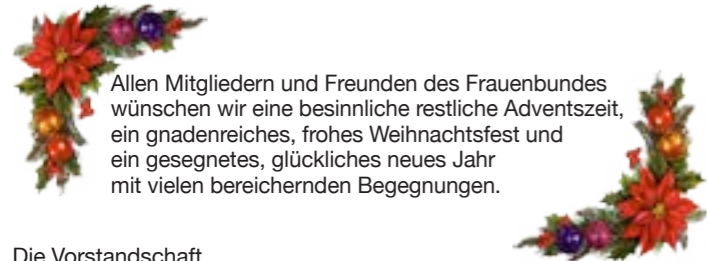 Allen Mitgliedern und Freunden des Frauenbundes
wünschen wir eine besinnliche restliche Adventszeit,
ein gnadenreiches, frohes Weihnachtsfest und
ein gesegnetes, glückliches neues Jahr
mit vielen bereichernden Begegnungen.
Die Vorstandschaft